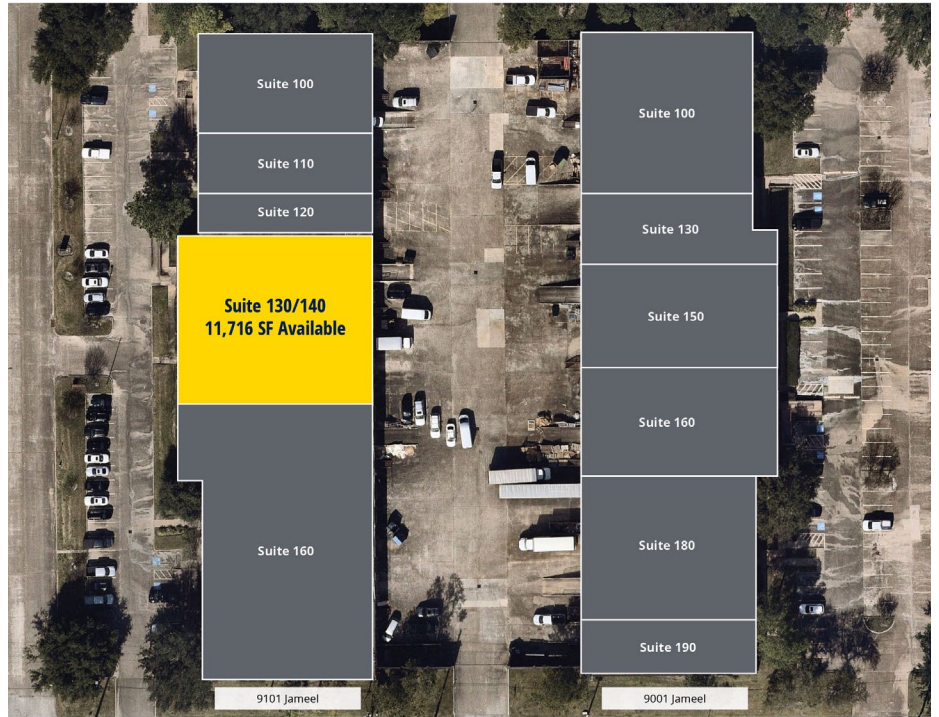 Suite 100
Suite 110
Suite 120
Suite 130/140
11,716 SF Available
Suite 160
9101 Jameel
Suite 100
Suite 130
Suite 150
Suite 160
Suite 180
Suite 190
9001 Jameel